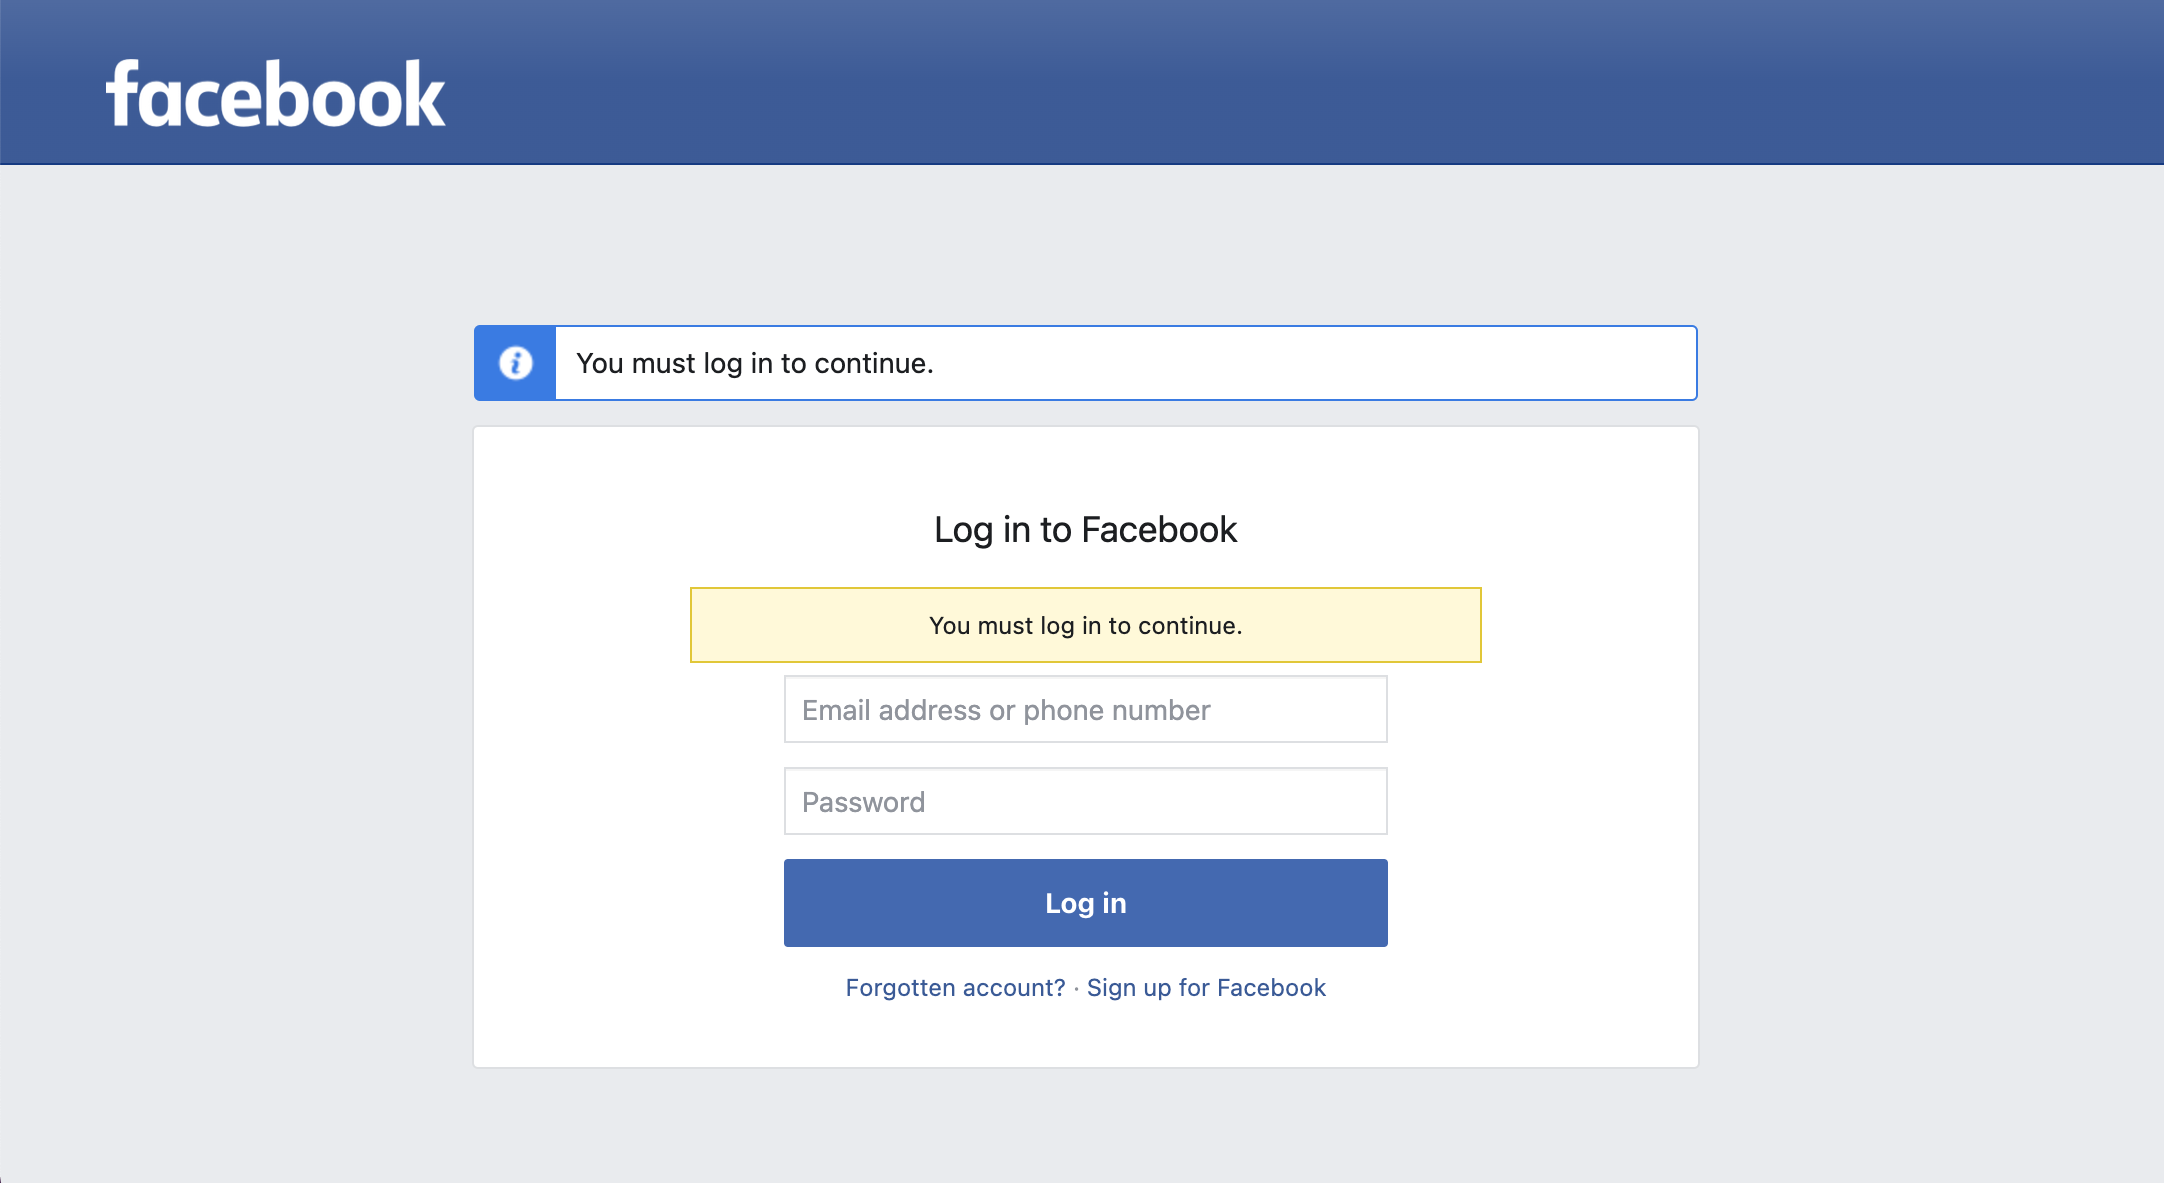 facebook
You must log in to continue.
Log in to Facebook
You must log in to continue.
Email address or phone number
Password
Log in
Forgotten account? · Sign up for Facebook